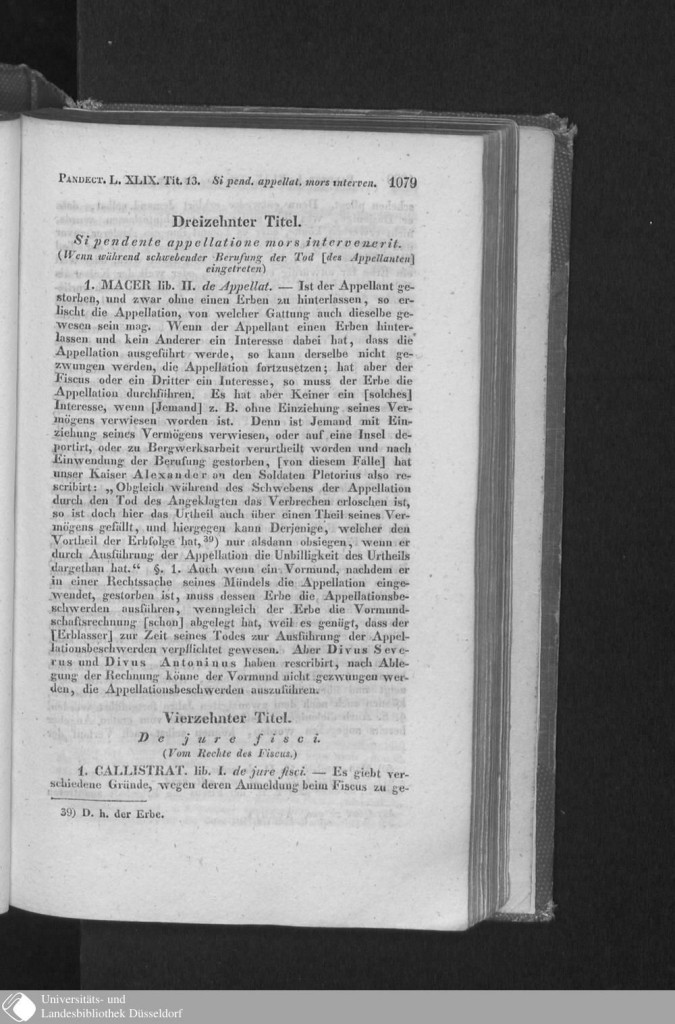 PANDECT. L. XLIX. Tit. 13. Si pend. appellat. mors interven. 1079
Dreizehnter Titel.
Si pendente appellatione mors intervenerit.
(Wenn während schwebender Berufung der Tod [des Appellanten]
eingetreten)
1. MACER lib. II. de Appellat. — Ist der Appellant ge-
storben, und zwar ohne einen Erben zu hinterlassen, so er-
lischt die Appellation, von welcher Gattung auch dieselbe ge-
wesen sein mag. Wenn der Appellant einen Erben hinter-
lassen und kein Anderer ein Interesse dabei hat, dass die
Appellation ausgeführt werde, so kann derselbe nicht ge-
zwungen werden, die Appellation fortzusetzen; hat aber der
Fiscus oder ein Dritter ein Interesse, so muss der Erbe die
Appellation durchführen. Es hat aber Keiner ein [solches]
Interesse, wenn [Jemand] z. B. ohne Einziehung seines Ver-
mögens verwiesen worden ist. Denn ist Jemand mit Ein-
ziehung seines Vermögens verwiesen, oder auf eine Insel de-
portirt, oder zu Bergwerksarbeit verurtheilt worden und nach
Einwendung der Berufung gestorben, [von diesem Falle] hat
unser Kaiser Alexander an den Soldaten Pletorius also re-
scribirt: „Obgleich während des Schwebens der Appellation
durch den Tod des Angeklagten das Verbrechen erloschen ist,
so ist doch hier das Urtheil auch über einen Theil seines Ver-
mögens gefällt, und hiergegen kann Derjenige, welcher den
Vortheil der Erbfolge hat,39) nur alsdann obsiegen, wenn er
durch Ausführung der Appellation die Unbilligkeit des Urtheils
dargethan hat.“ §. 1. Auch wenn ein Vormund, nachdem er
in einer Rechtssache seines Mündels die Appellation einge-
wendet, gestorben ist, muss dessen Erbe die Appellationsbe-
schwerden ausführen, wenngleich der Erbe die Vormund-
schaftsrechnung [schon] abgelegt hat, weil es genügt, dass der
[Erblasser] zur Zeit seines Todes zur Ausführung der Appel-
lationsbeschwerden verpflichtet gewesen. Aber Divus Seve-
rus und Divus Antoninus haben rescribirt, nach Able-
gung der Rechnung könne der Vormund nicht gezwungen wer-
den, die Appellationsbeschwerden auszuführen.
Vierzehnter Titel.
De jure fisci.
(Vom Rechte des Fiscus.)
1. CALLISTRAT. lib. I. de jure fisci. — Es giebt ver-
schiedene Gründe, wegen deren Anmeldung beim Fiscus zu ge-
39) D. h. der Erbe.
Universitäts- und
Landesbibliothek Düsseldorf